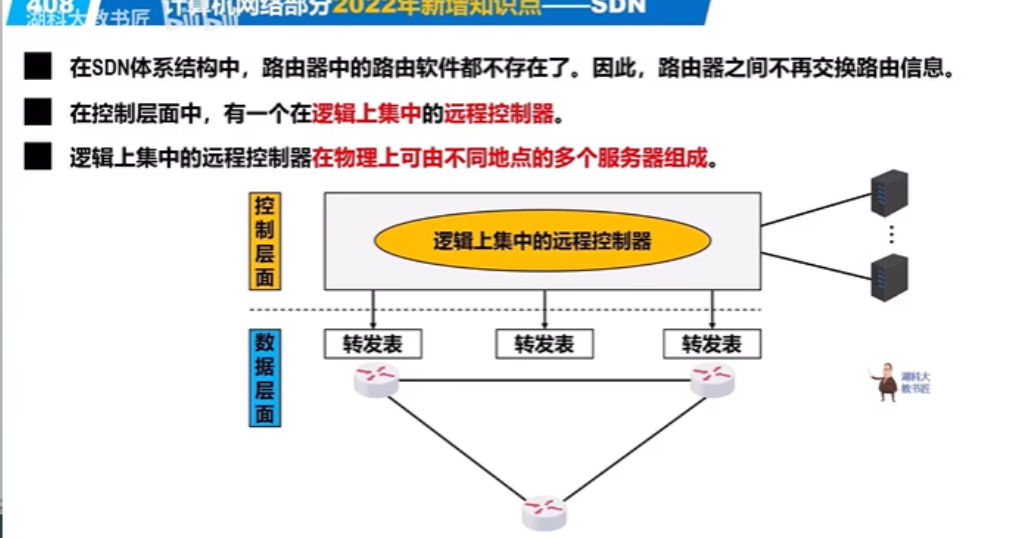 408
计算机网络部分2022年新增知识点——SDN
湖科大教书匠 bilibili
在SDN体系结构中，路由器中的路由软件都不存在了。因此，路由器之间不再交换路由信息。
在控制层面中，有一个在逻辑上集中的远程控制器。
逻辑上集中的远程控制器在物理上可由不同地点的多个服务器组成。
控制层面
逻辑上集中的远程控制器
数据层面
转发表
转发表
转发表
湖科大
教书匠